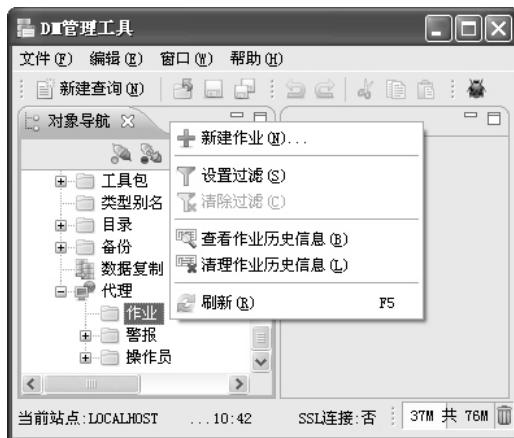 DM管理工具
文件(F) 编辑(E) 窗口(W) 帮助(H)
新建查询(N)
对象导航
新建作业(N)...
设置过滤(S)
清除过滤(C)
查看作业历史信息(B)
清理作业历史信息(L)
刷新(R) F5
工具包
类型别名
目录
备份
数据复制
代理
作业
警报
操作员
当前站点:LOCALHOST ...10:42 SSL连接:否 37M 共 76M